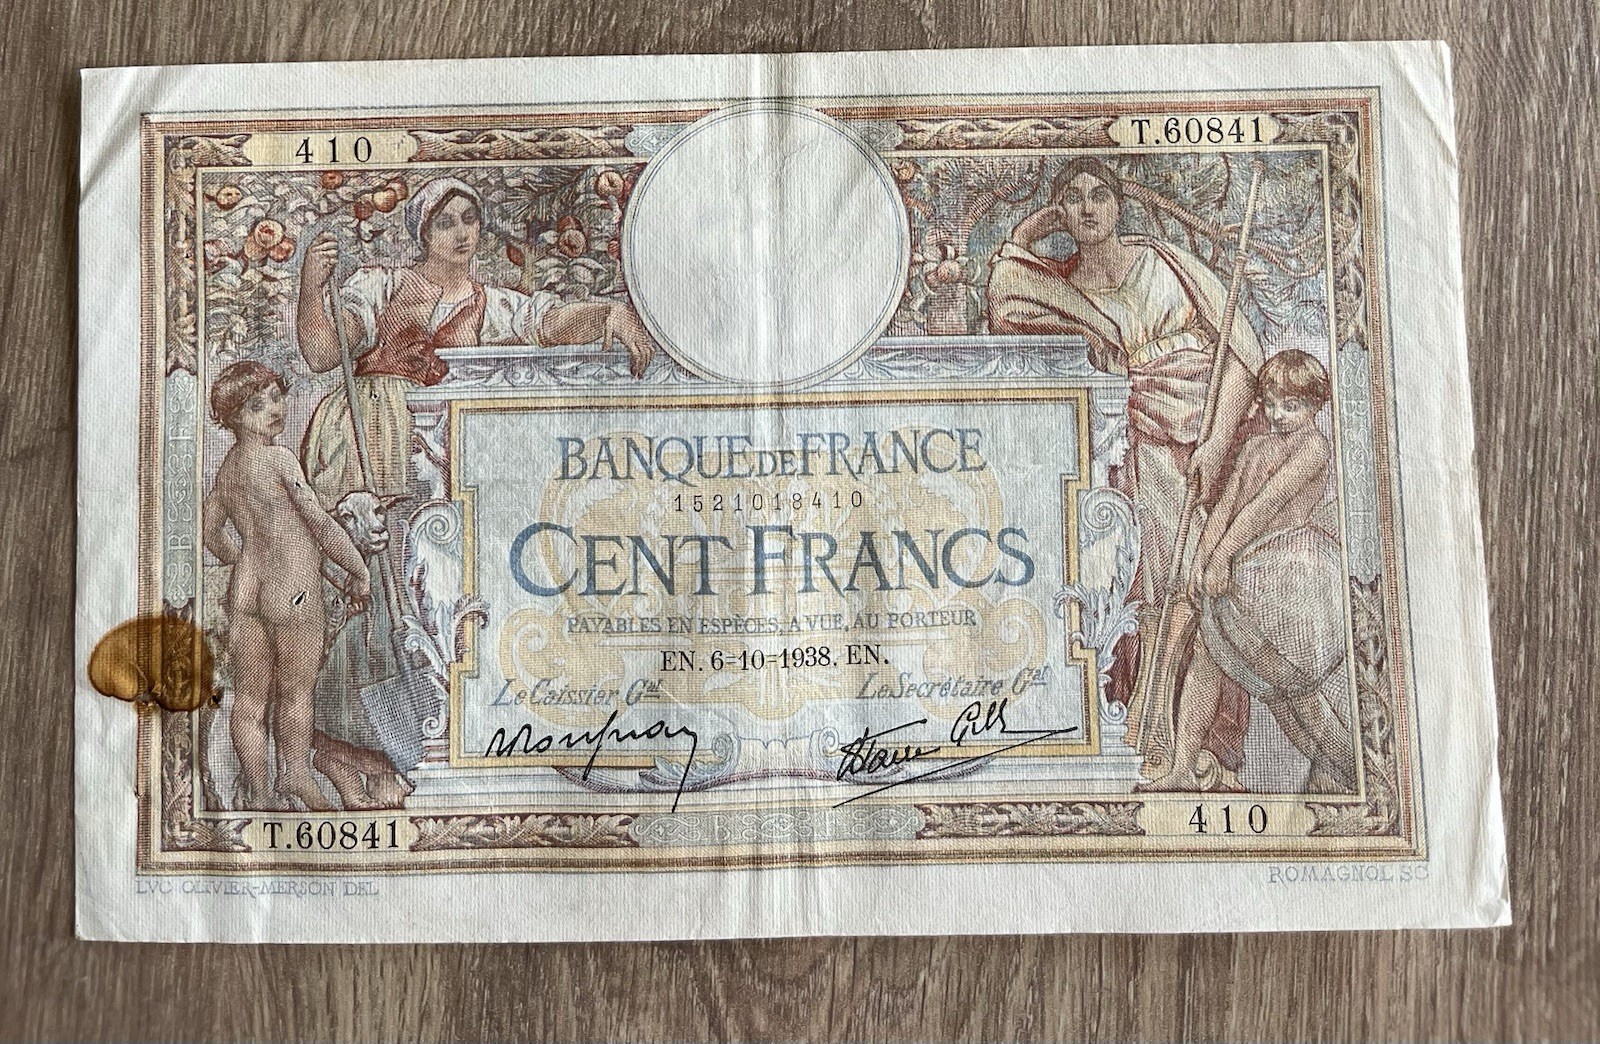 410
T.60841
BANQUE DE FRANCE
1521018410
CENT FRANCS
PAYABLES EN ESPÈCES, A VUE, AU PORTEUR
EN. 6-10-1938. EN.
Le Caissier Gal
Le Secrétaire Gal
T.60841
410
LVC OLIVIER-MERSON DEL
ROMAGNOL SC